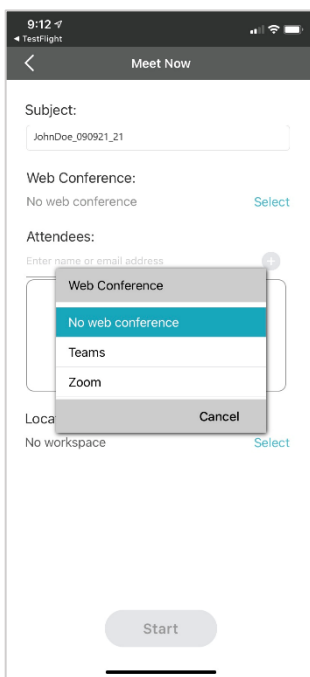 9:12
◄ TestFlight
Meet Now
Subject:
JohnDoe_090921_21
Web Conference:
No web conference
Select
Attendees:
Enter name or email address
Web Conference
No web conference
Teams
Zoom
Cancel
Loca
No workspace
Select
Start